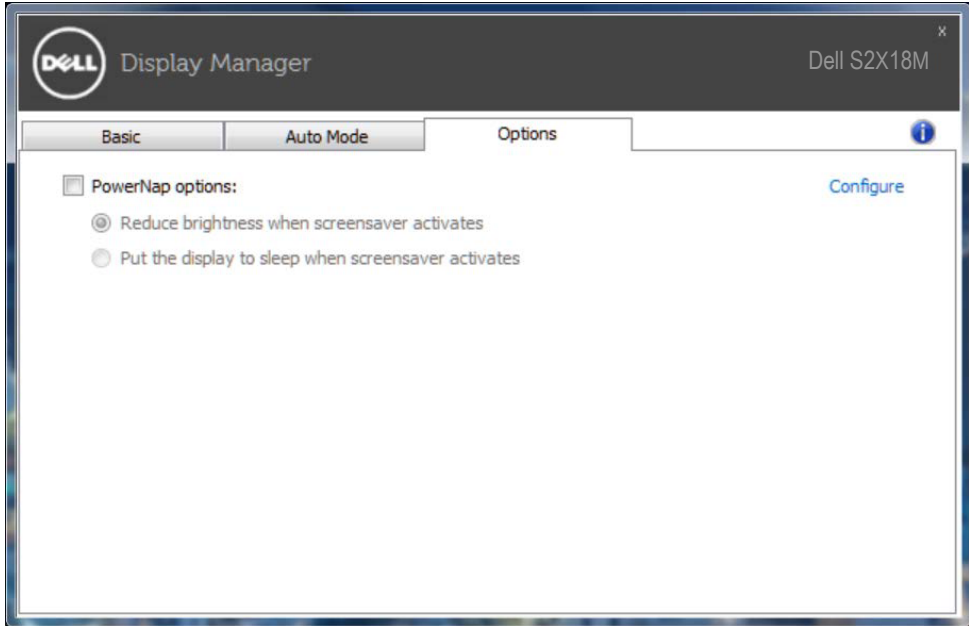 x
DELL Display Manager
Dell S2X18M
Basic Auto Mode Options i
PowerNap options: Configure
Reduce brightness when screensaver activates
Put the display to sleep when screensaver activates